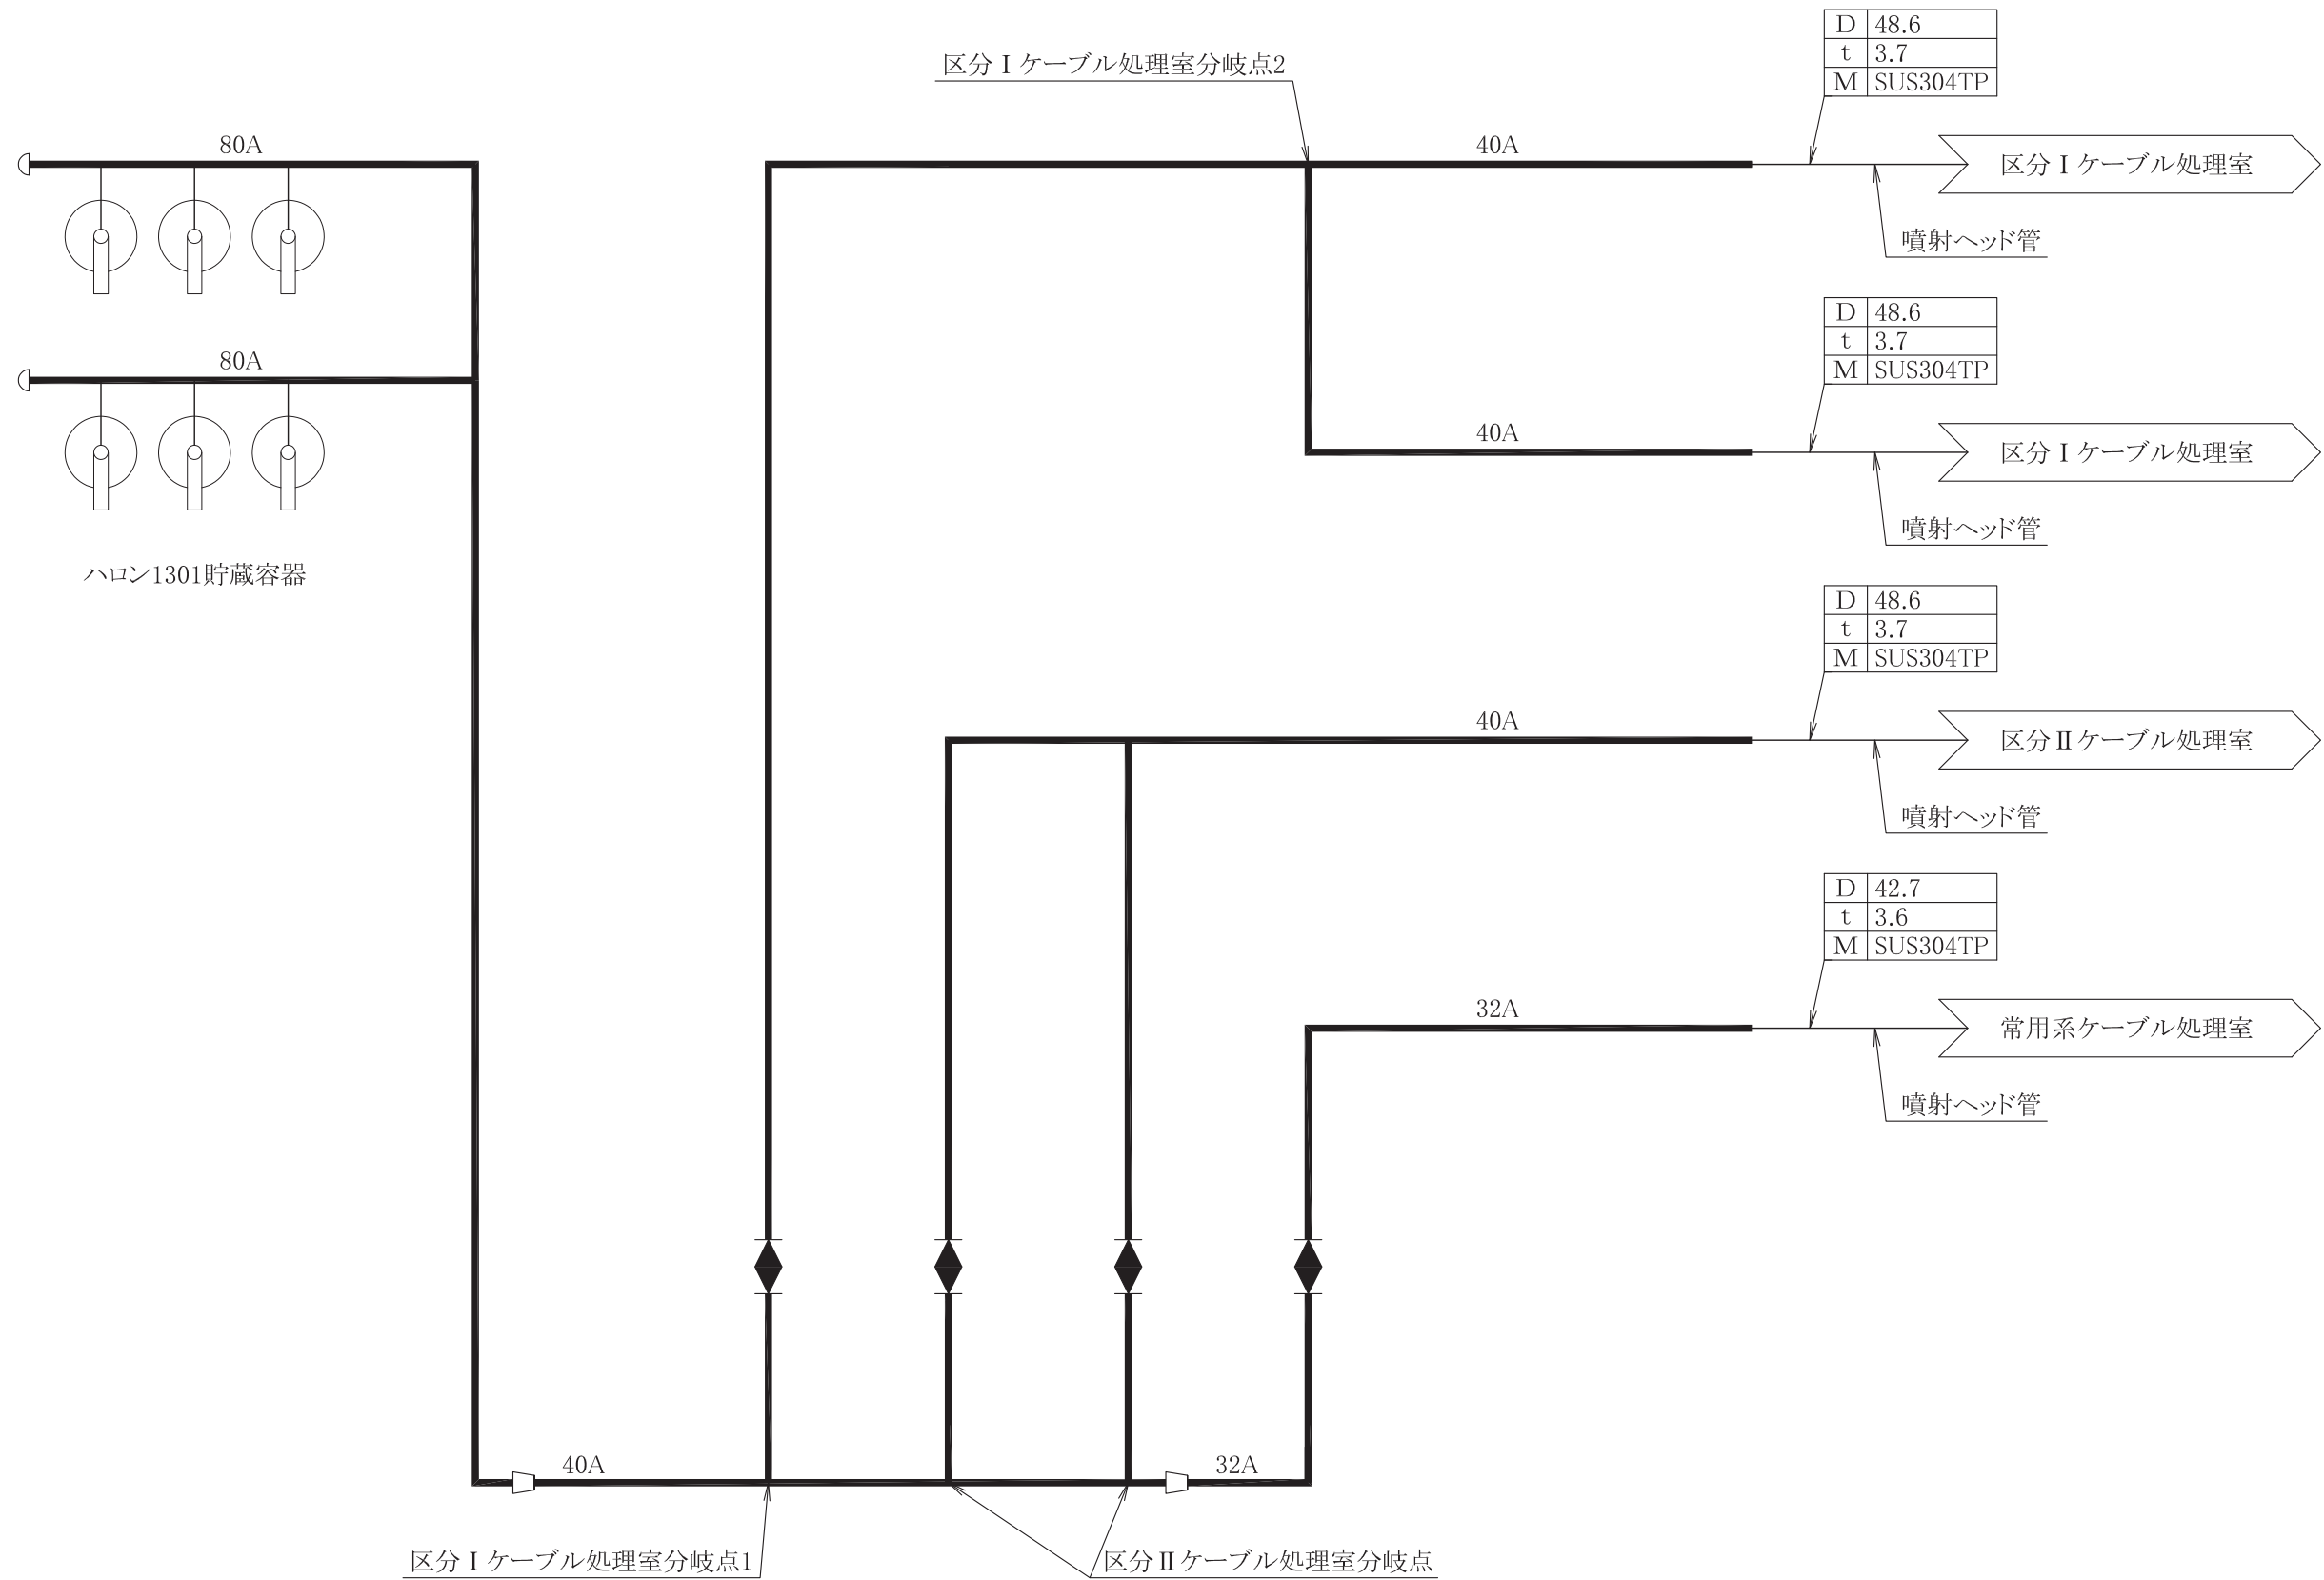 D 48.6
t 3.7
M SUS304TP
区分Ⅰケーブル処理室分岐点2
80A
40A
区分Ⅰケーブル処理室
噴射ヘッド管
D 48.6
t 3.7
M SUS304TP
80A
40A
区分Ⅰケーブル処理室
噴射ヘッド管
ハロン1301貯蔵容器
D 48.6
t 3.7
M SUS304TP
40A
区分Ⅱケーブル処理室
噴射ヘッド管
D 42.7
t 3.6
M SUS304TP
32A
常用系ケーブル処理室
噴射ヘッド管
40A
32A
区分Ⅰケーブル処理室分岐点1
区分Ⅱケーブル処理室分岐点